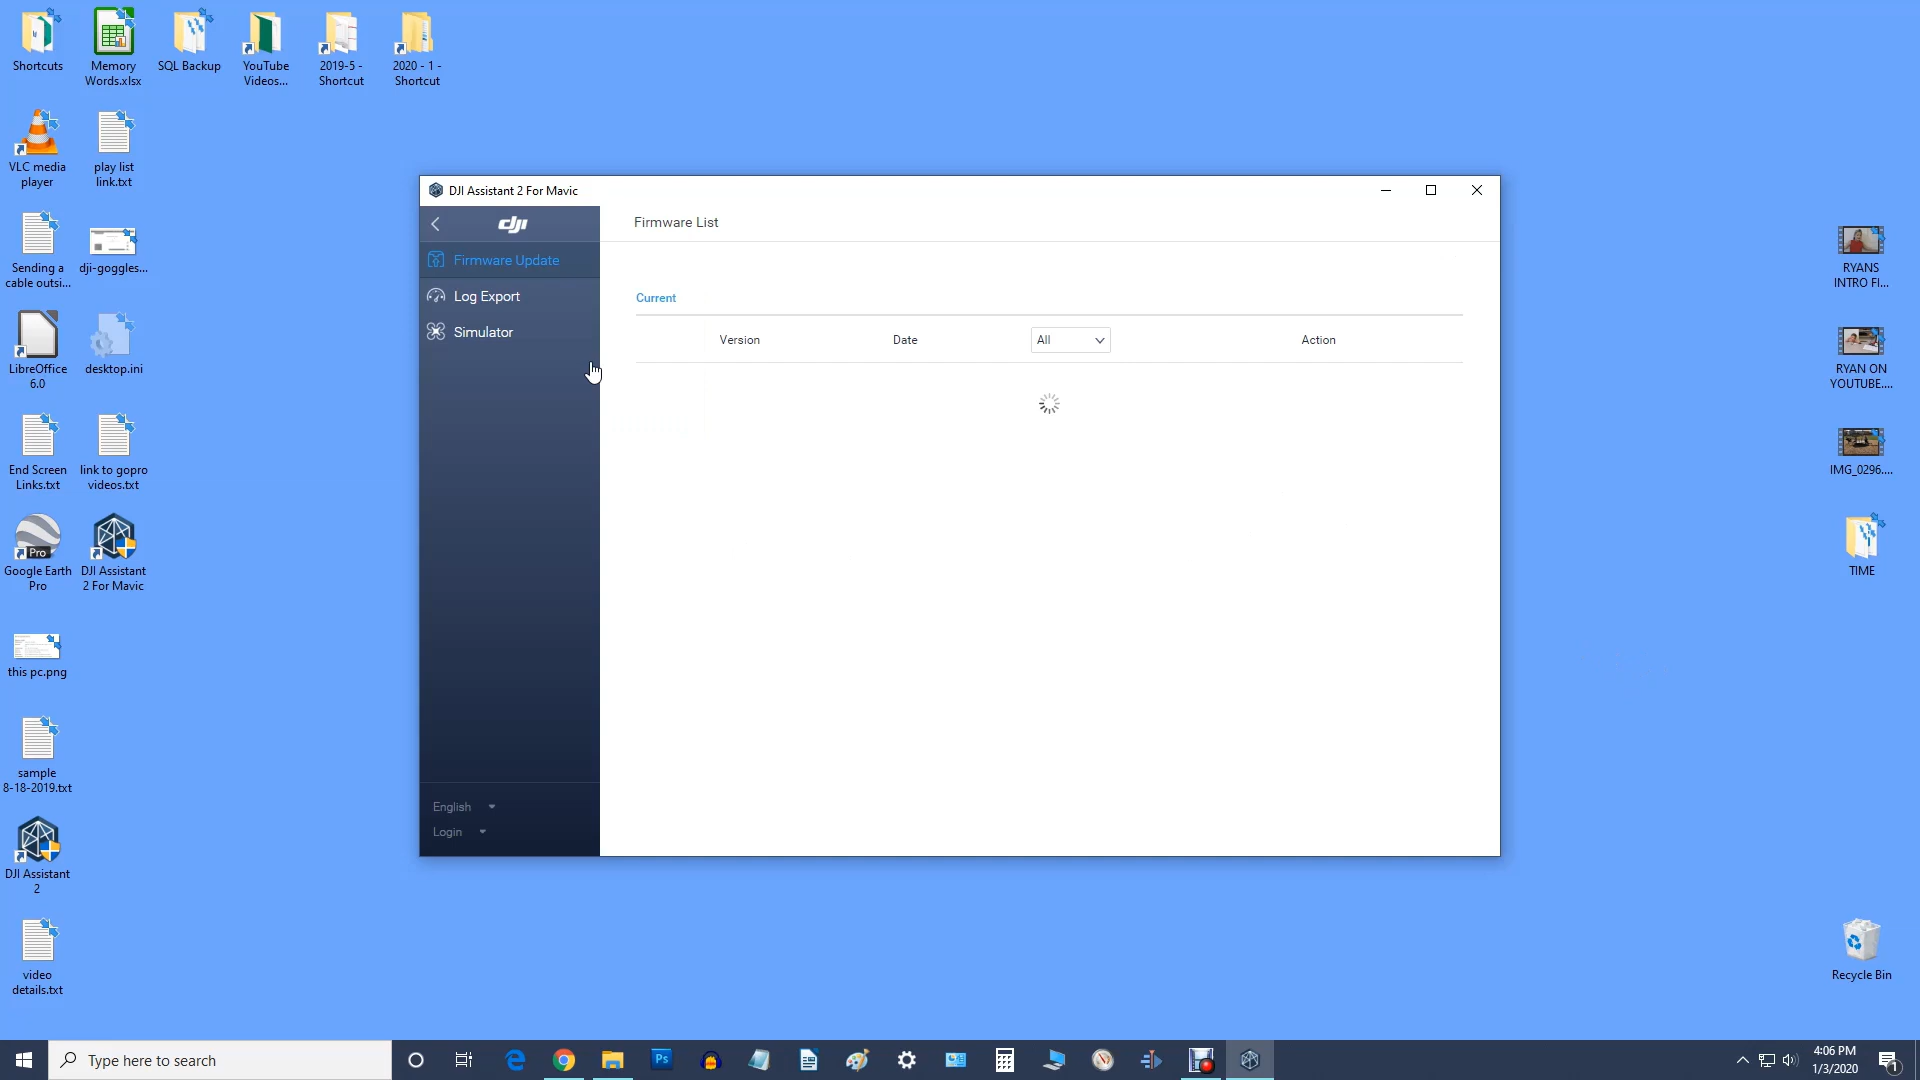 Shortcuts
Memory
Words.xlsx
SQL Backup
YouTube
Videos...
2019-5 -
Shortcut
2020 - 1 -
Shortcut
VLC media
player
play list
link.txt
Sending a
cable outsi...
dji-goggles...
LibreOffice
6.0
desktop.ini
End Screen
Links.txt
link to gopro
videos.txt
Pro
Google Earth
Pro
DJI Assistant
2 For Mavic
this pc.png
sample
8-18-2019.txt
DJI Assistant
2
video
details.txt
DJI Assistant 2 For Mavic
dji
Firmware List
Firmware Update
Log Export
Simulator
English
Login
Current
Version
Date
All
Action
RYANS
INTRO FI...
RYAN ON
YOUTUBE....
IMG_0296....
TIME
Recycle Bin
Type here to search
Ps
4:06 PM
1/3/2020
1